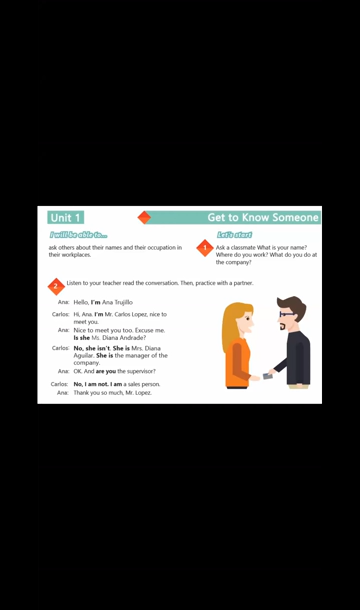 Unit 1
Get to Know Someone
I will be able to...
ask others about their names and their occupation in
their workplaces.
Let's start
1. Ask a classmate What is your name?
Where do you work? What do you do at
the company?
2. Listen to your teacher read the conversation. Then, practice with a partner.
Ana: Hello, I'm Ana Trujillo
Carlos: Hi, Ana. I'm Mr. Carlos Lopez, nice to
meet you.
Ana: Nice to meet you too. Excuse me.
Is she Ms. Diana Andrade?
Carlos: No, she isn't. She is Mrs. Diana
Aguilar. She is the manager of the
company.
Ana: OK. And are you the supervisor?
Carlos: No, I am not. I am a sales person.
Ana: Thank you so much, Mr. Lopez.